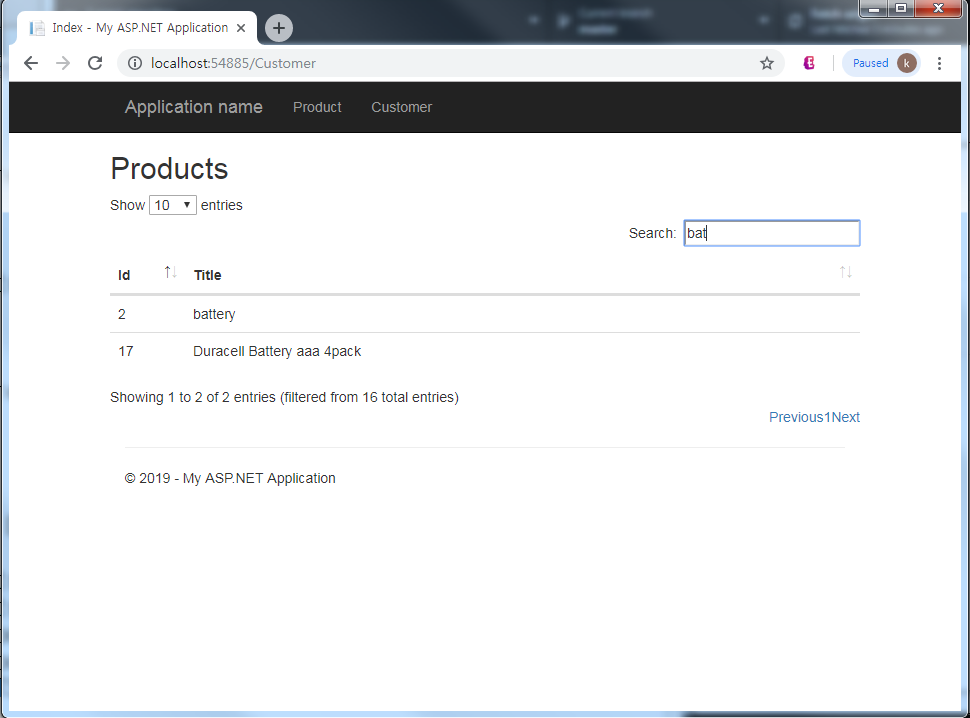 Index - My ASP.NET Application
localhost:54885/Customer
Paused k
Application name Product Customer
Products
Show 10 entries
Search: bat
Id Title
2 battery
17 Duracell Battery aaa 4pack
Showing 1 to 2 of 2 entries (filtered from 16 total entries)
Previous1Next
© 2019 - My ASP.NET Application